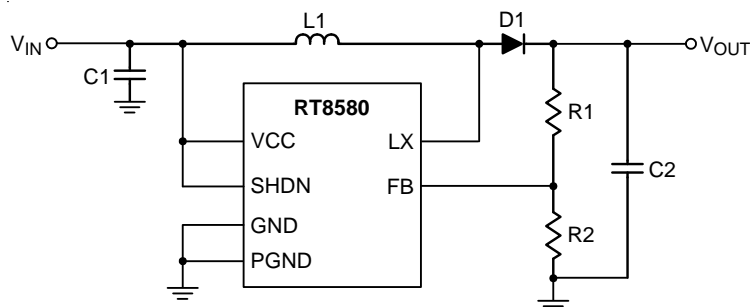 L1
D1
VIN
VOUT
C1
RT8580
R1
VCC
LX
C2
SHDN
FB
GND
R2
PGND